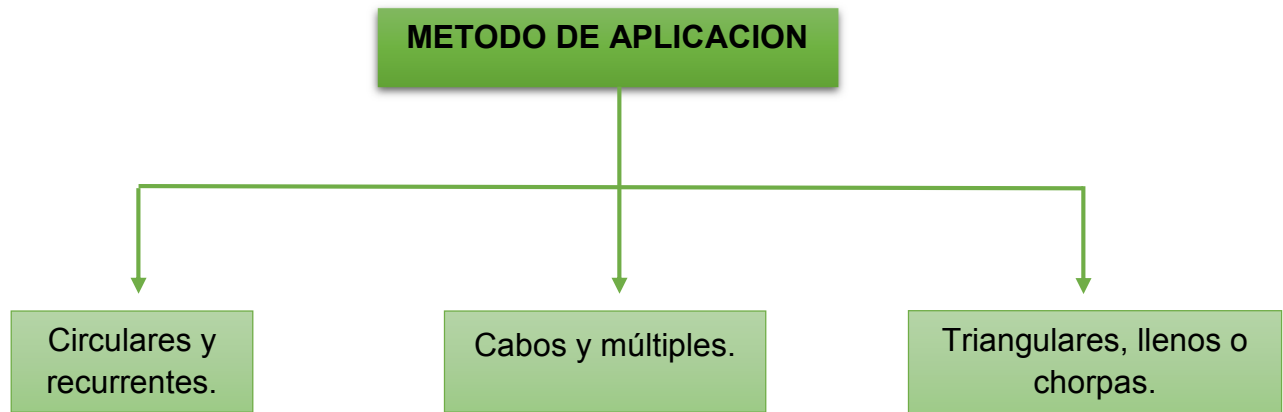 METODO DE APLICACION
Circulares y
recurrentes.
Cabos y múltiples.
Triangulares, llenos o
chorpas.